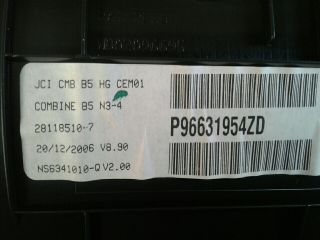 JCI CMB B5 HG CEM01
COMBINE B5 N3-4
28118510-7
20/12/2006 V8.90
NS6341010-Q V2.00
P96631954ZD